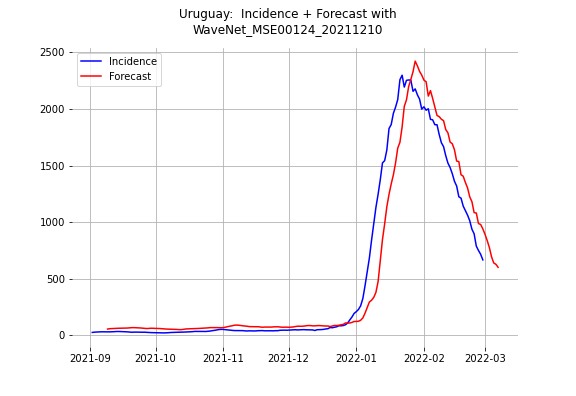 Uruguay:  Incidence + Forecast with
WaveNet_MSE00124_20211210
2500
Incidence
Forecast
2000
1500
1000
500
0
2021-09 2021-10 2021-11 2021-12 2022-01 2022-02 2022-03